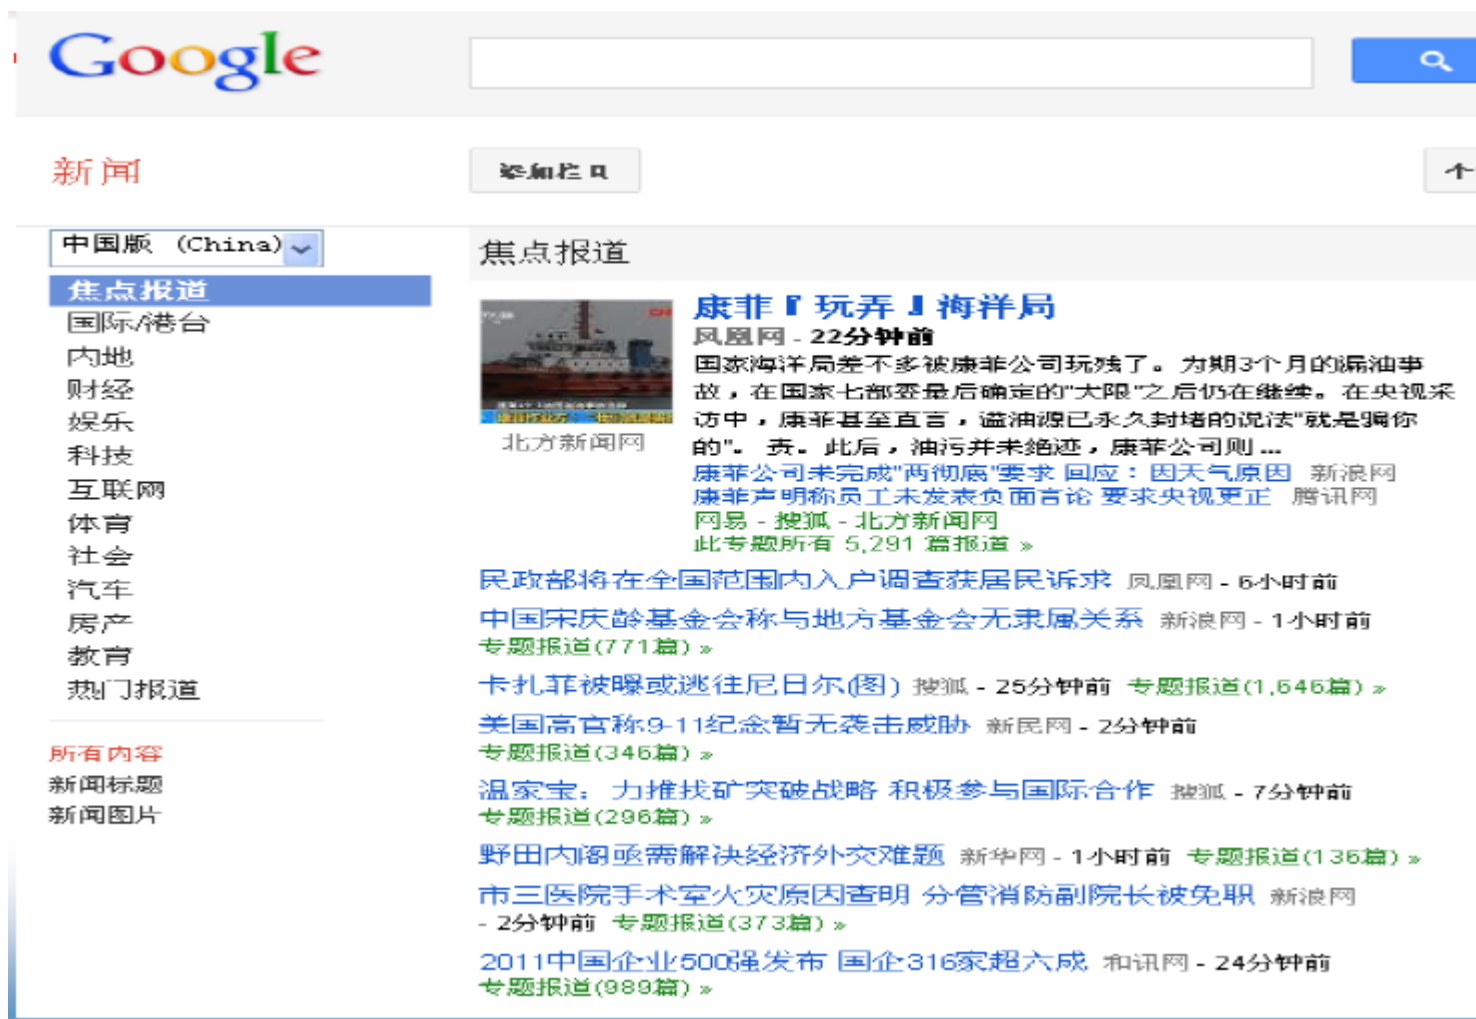 Google
新闻
添加栏目
个
中国版 (China)
焦点报道
国际/港台
内地
财经
娱乐
科技
互联网
体育
社会
汽车
房产
教育
热门报道
所有内容
新闻标题
新闻图片
焦点报道
北方新闻网
康菲『玩弄』海洋局
凤凰网 - 22分钟前
国家海洋局差不多被康菲公司玩残了。为期3个月的漏油事
故，在国家七部委最后确定的"大限"之后仍在继续。在央视采
访中，康菲甚至直言，溢油源已永久封堵的说法"就是骗你
的"。 责。此后，油污并未绝迹，康菲公司则 ...
康菲公司未完成"两彻底"要求 回应：因天气原因 新浪网
康菲声明称员工未发表负面言论 要求央视更正 腾讯网
网易 - 搜狐 - 北方新闻网
此专题所有 5,291 篇报道 »
民政部将在全国范围内入户调查获居民诉求 凤凰网 - 6小时前
中国宋庆龄基金会称与地方基金会无隶属关系 新浪网 - 1小时前
专题报道(771篇) »
卡扎菲被曝或逃往尼日尔(图) 搜狐 - 25分钟前 专题报道(1,646篇) »
美国高官称9-11纪念暂无袭击威胁 新民网 - 2分钟前
专题报道(346篇) »
温家宝：力推找矿突破战略 积极参与国际合作 搜狐 - 7分钟前
专题报道(296篇) »
野田内阁亟需解决经济外交难题 新华网 - 1小时前 专题报道(136篇) »
市三医院手术室火灾原因查明 分管消防副院长被免职 新浪网
- 2分钟前 专题报道(373篇) »
2011中国企业500强发布 国企316家超六成 和讯网 - 24分钟前
专题报道(989篇) »